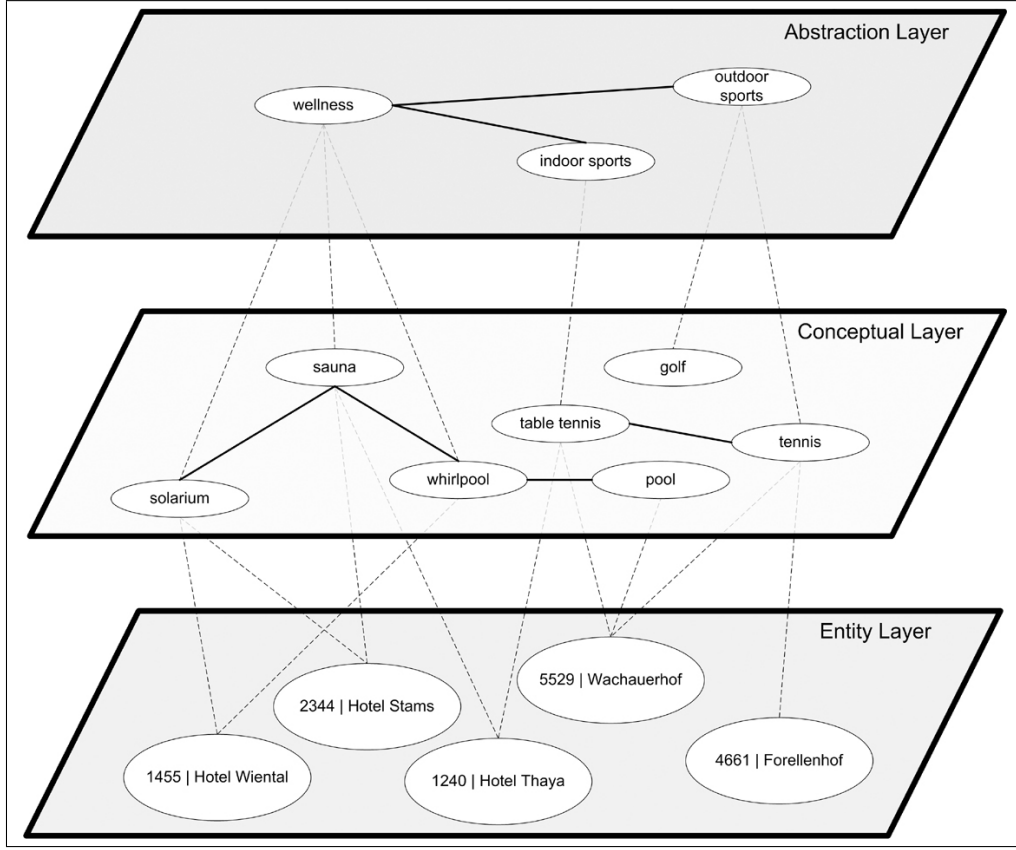 Abstraction Layer
outdoor
sports
wellness
indoor sports
Conceptual Layer
sauna
golf
table tennis
tennis
whirlpool
pool
solarium
Entity Layer
5529 | Wachauerhof
2344 | Hotel Stams
4661 | Forellenhof
1455 | Hotel Wiental
1240 | Hotel Thaya